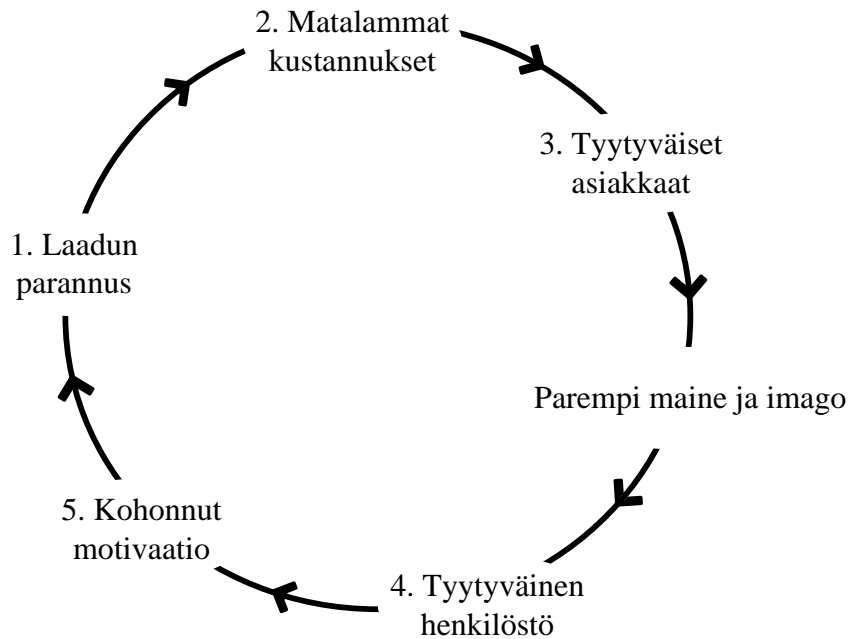 2. Matalammat
kustannukset
3. Tyytyväiset
asiakkaat
1. Laadun
parannus
Parempi maine ja imago
5. Kohonnut
motivaatio
4. Tyytyväinen
henkilöstö